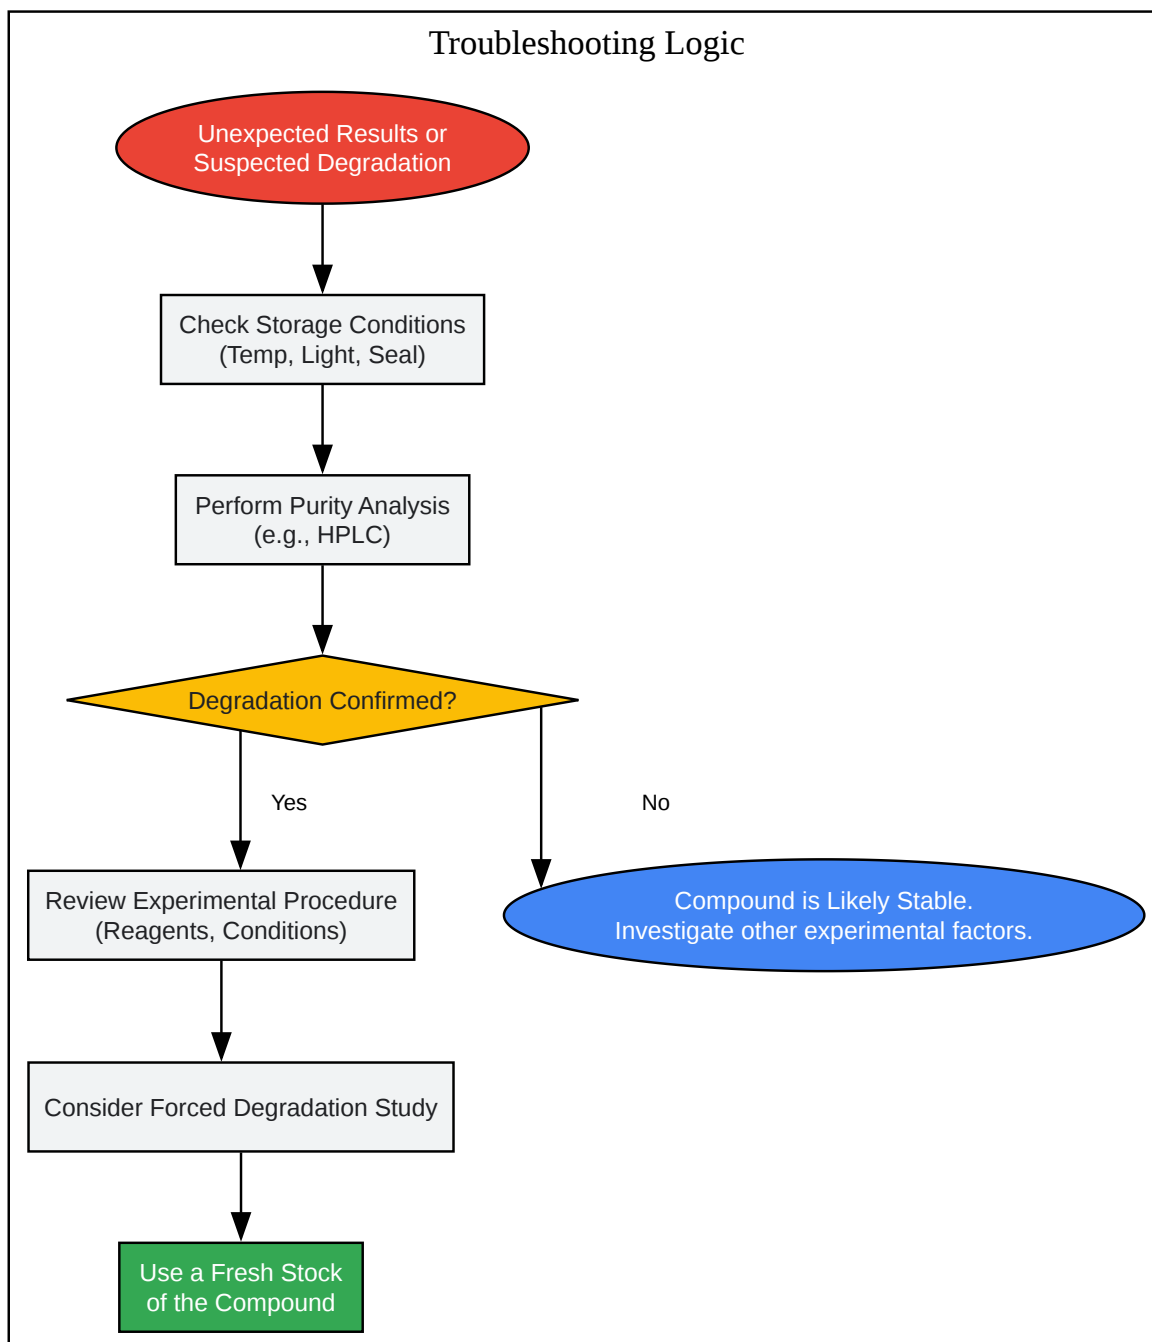 Troubleshooting Logic
Unexpected Results or
Suspected Degradation
Check Storage Conditions
(Temp, Light, Seal)
Perform Purity Analysis
(e.g., HPLC)
Degradation Confirmed?
Yes
No
Review Experimental Procedure
(Reagents, Conditions)
Compound is Likely Stable.
Investigate other experimental factors.
Consider Forced Degradation Study
Use a Fresh Stock
of the Compound